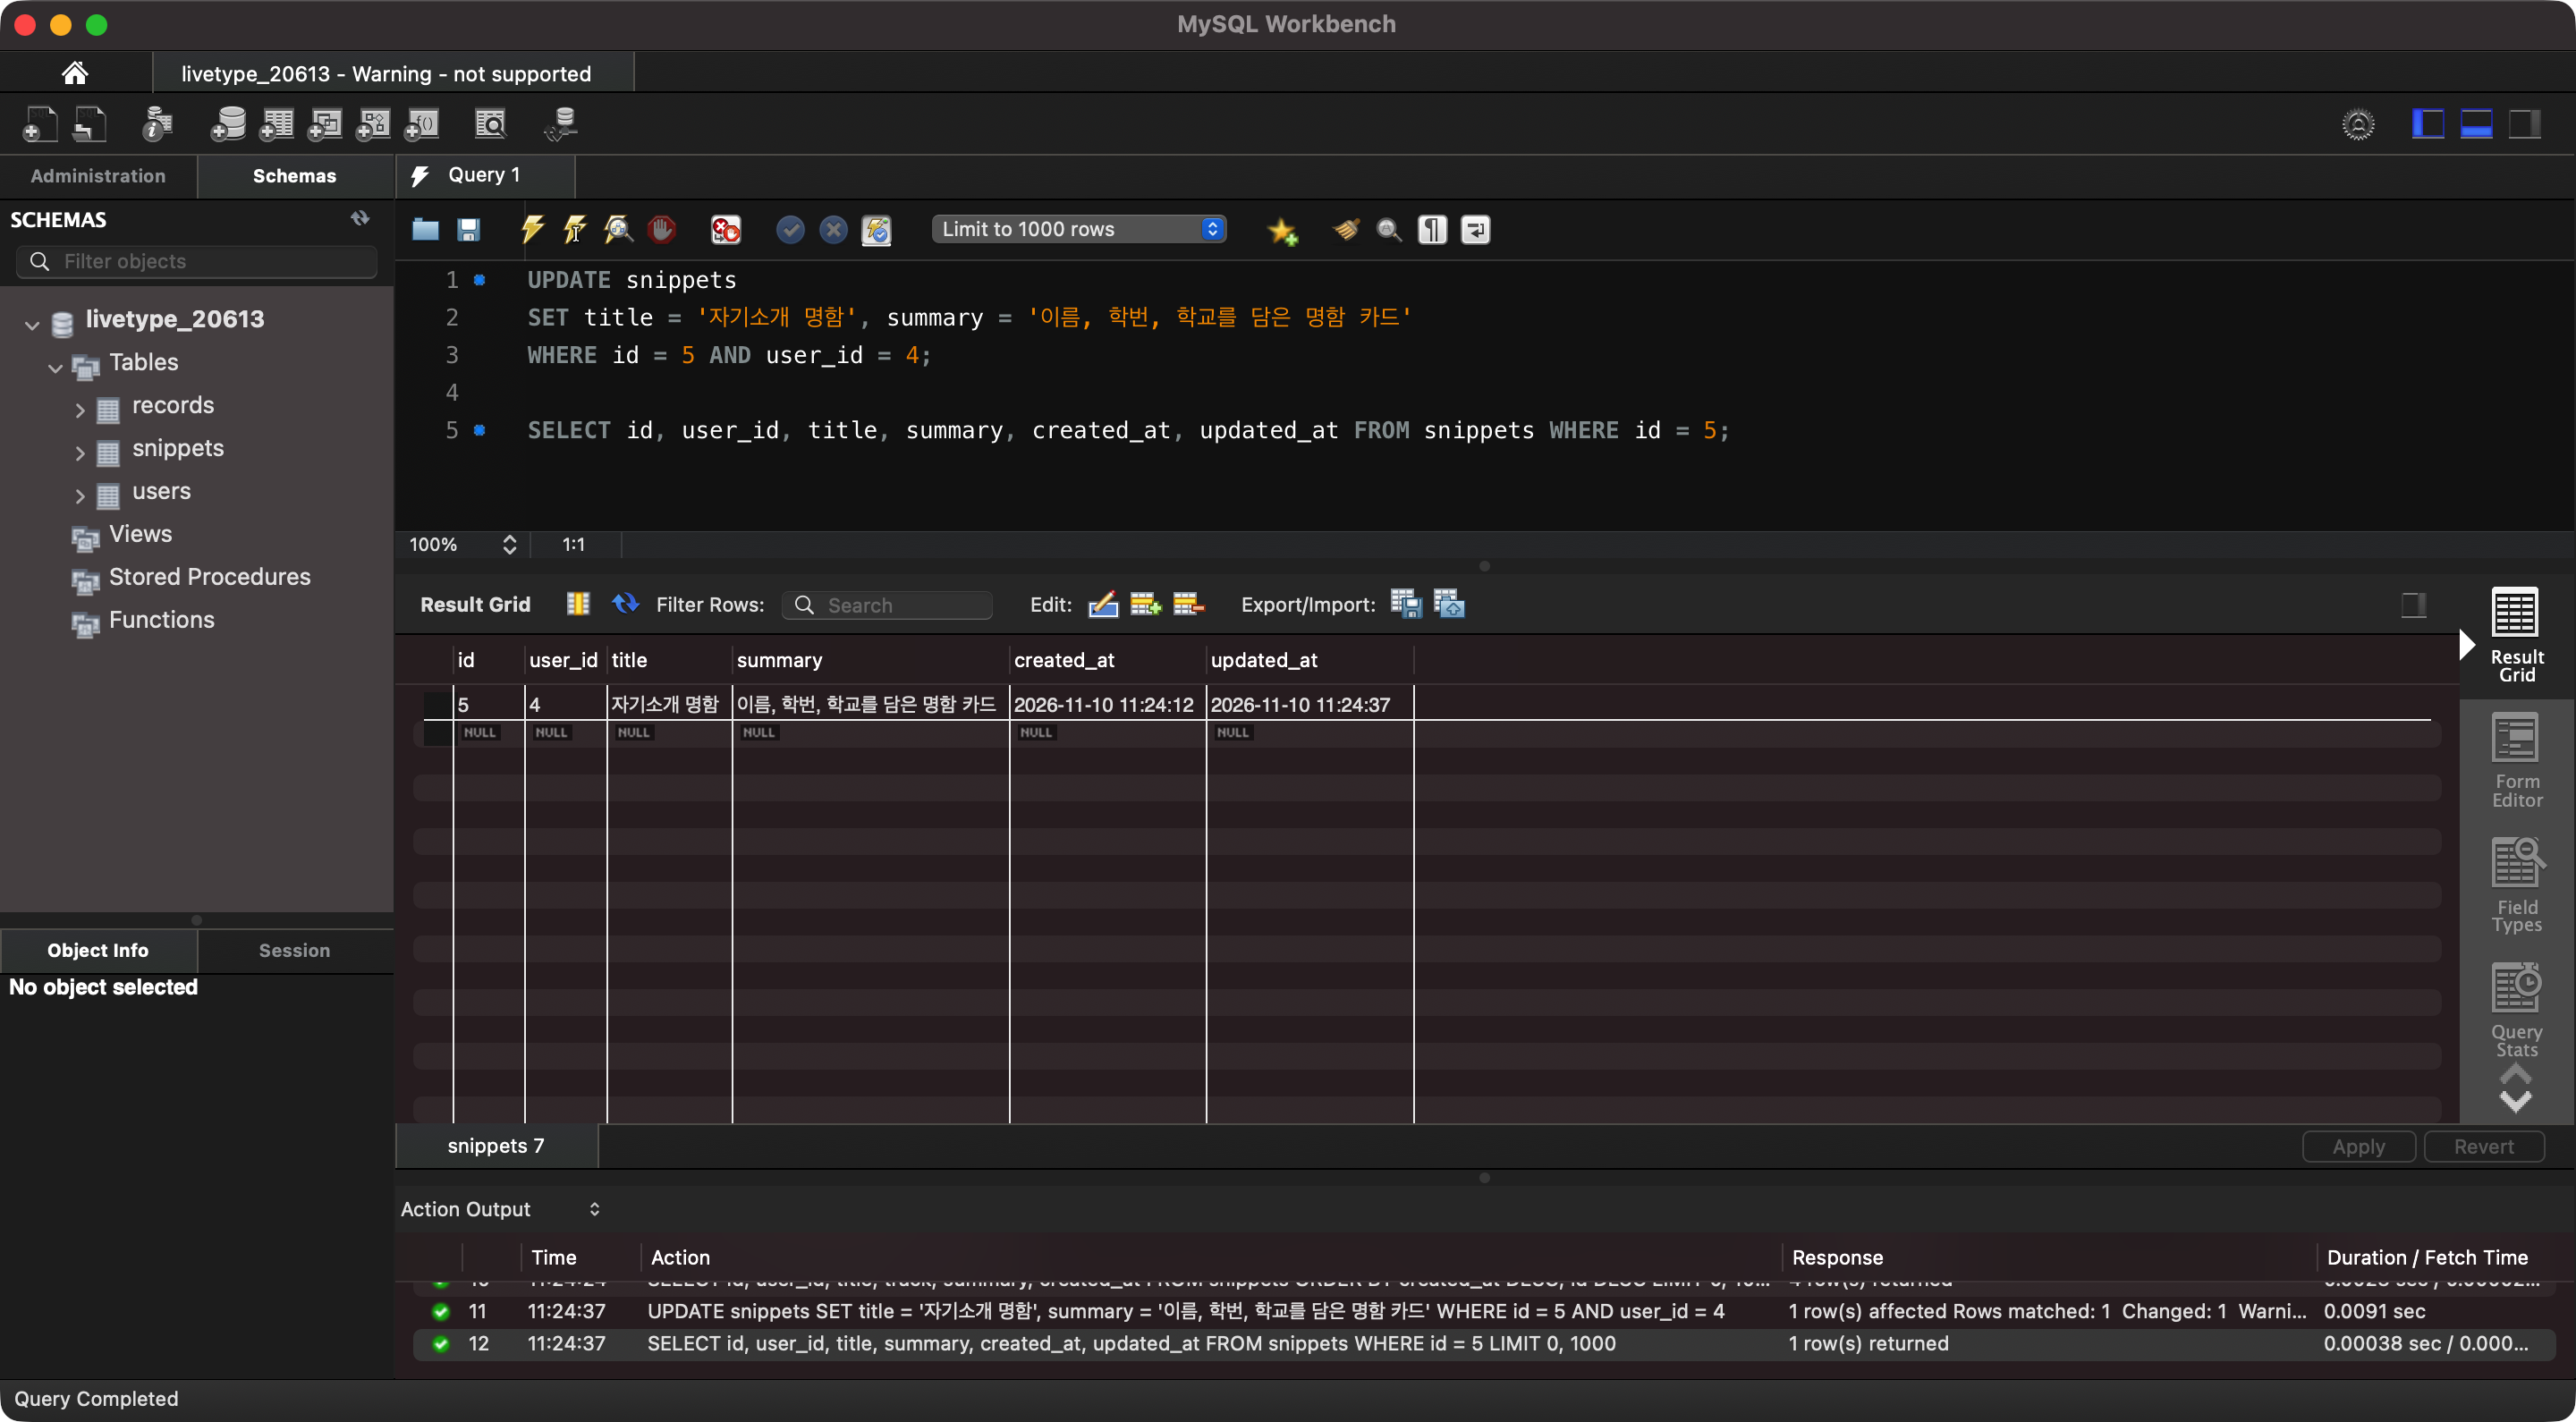 MySQL Workbench
livetype_20613 - Warning - not supported
Administration
Schemas
Query 1
SCHEMAS
Filter objects
livetype_20613
Tables
records
snippets
users
Views
Stored Procedures
Functions
Object Info
Session
No object selected
Limit to 1000 rows
1 UPDATE snippets
2 SET title = '자기소개 명함', summary = '이름, 학번, 학교를 담은 명함 카드'
3 WHERE id = 5 AND user_id = 4;
4
5 SELECT id, user_id, title, summary, created_at, updated_at FROM snippets WHERE id = 5;
100% 1:1
Result Grid Filter Rows: Search Edit: Export/Import:
id user_id title summary created_at updated_at
5 4 자기소개 명함 이름, 학번, 학교를 담은 명함 카드 2026-11-10 11:24:12 2026-11-10 11:24:37
NULL NULL NULL NULL NULL NULL
Result
Grid
Form
Editor
Field
Types
Query
Stats
snippets 7
Apply Revert
Action Output
Time Action Response Duration / Fetch Time
11 11:24:37 UPDATE snippets SET title = '자기소개 명함', summary = '이름, 학번, 학교를 담은 명함 카드' WHERE id = 5 AND user_id = 4 1 row(s) affected Rows matched: 1 Changed: 1 Warni... 0.0091 sec
12 11:24:37 SELECT id, user_id, title, summary, created_at, updated_at FROM snippets WHERE id = 5 LIMIT 0, 1000 1 row(s) returned 0.00038 sec / 0.000...
Query Completed